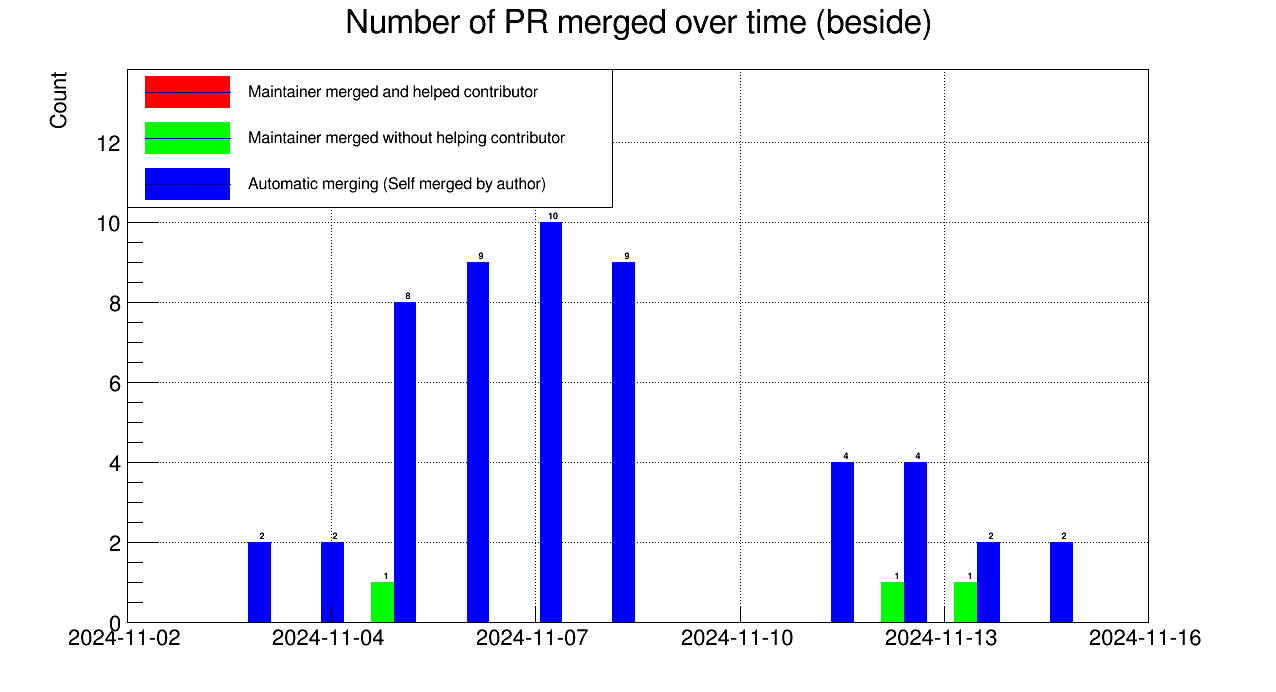 Number of PR merged over time (beside)
Count
Maintainer merged and helped contributor
Maintainer merged without helping contributor
Automatic merging (Self merged by author)
12
10
8
6
4
2
0
2 2 1 8 9 10 9 4 1 4 1 2 2
2024-11-02 2024-11-04 2024-11-07 2024-11-10 2024-11-13 2024-11-16